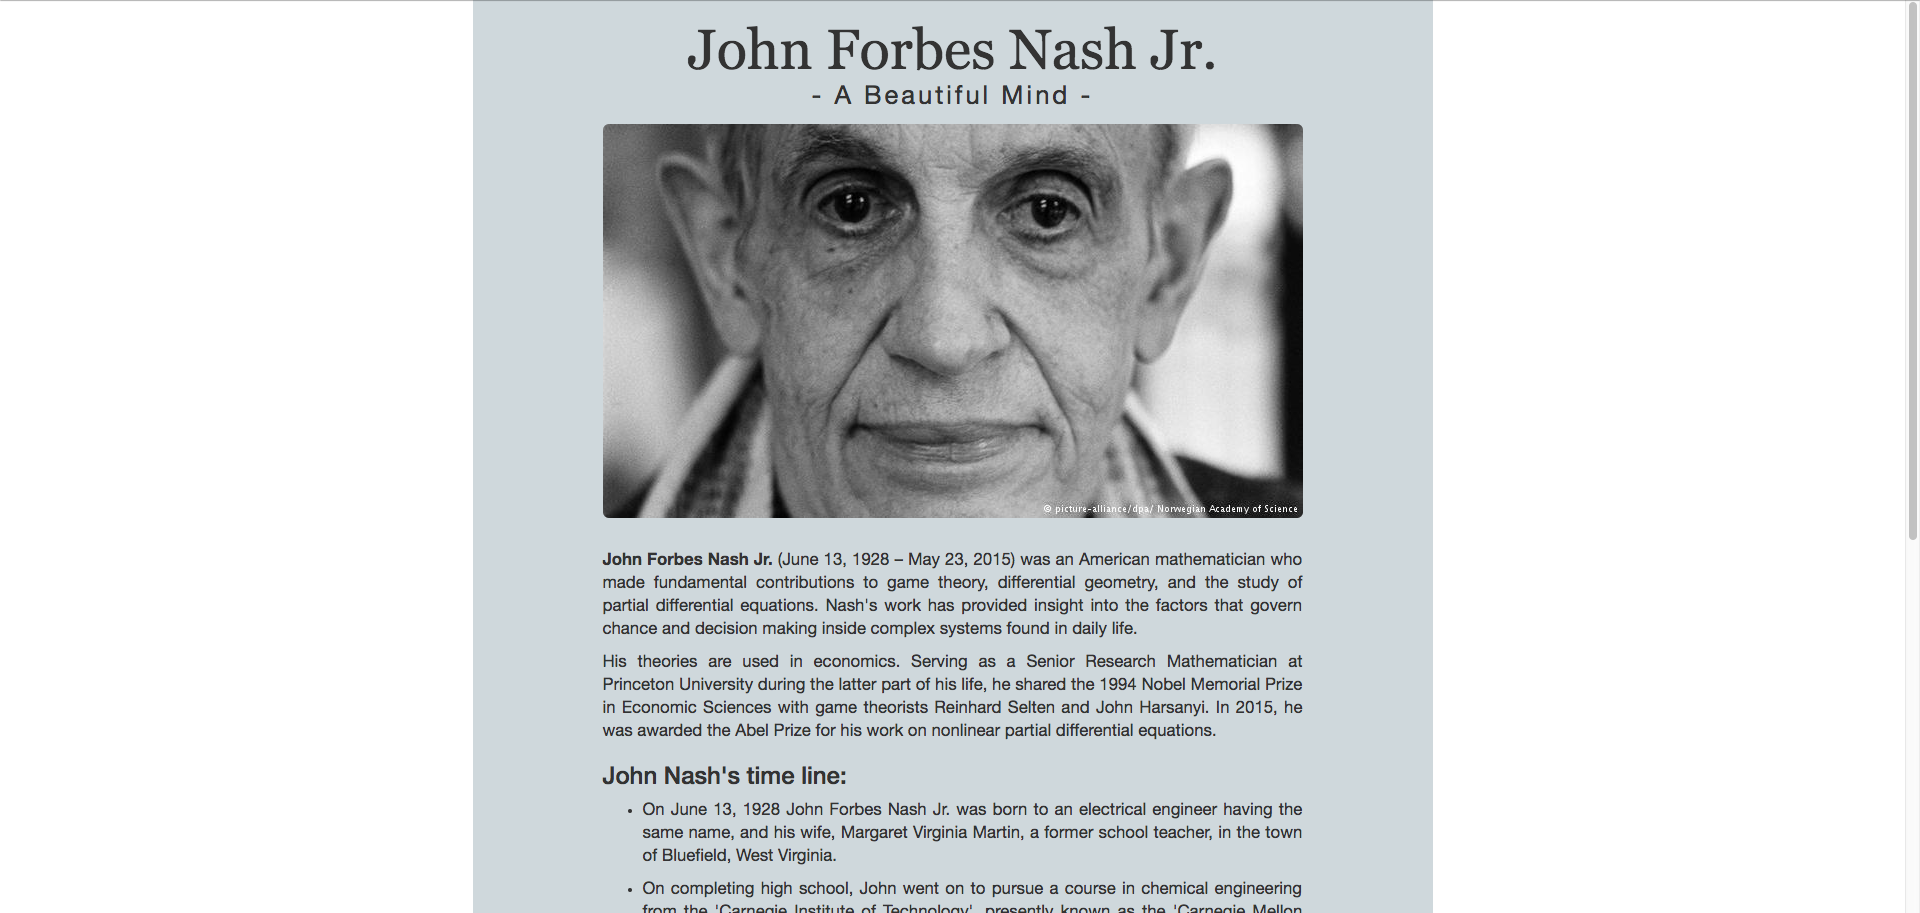 John Forbes Nash Jr.
- A Beautiful Mind -
© picture-alliance/dpa/ Norwegian Academy of Science
John Forbes Nash Jr. (June 13, 1928 – May 23, 2015) was an American mathematician who
made fundamental contributions to game theory, differential geometry, and the study of
partial differential equations. Nash's work has provided insight into the factors that govern
chance and decision making inside complex systems found in daily life.
His theories are used in economics. Serving as a Senior Research Mathematician at
Princeton University during the latter part of his life, he shared the 1994 Nobel Memorial Prize
in Economic Sciences with game theorists Reinhard Selten and John Harsanyi. In 2015, he
was awarded the Abel Prize for his work on nonlinear partial differential equations.
John Nash's time line:
• On June 13, 1928 John Forbes Nash Jr. was born to an electrical engineer having the
same name, and his wife, Margaret Virginia Martin, a former school teacher, in the town
of Bluefield, West Virginia.
• On completing high school, John went on to pursue a course in chemical engineering
from the 'Carnegie Institute of Technology', presently known as the 'Carnegie Mellon